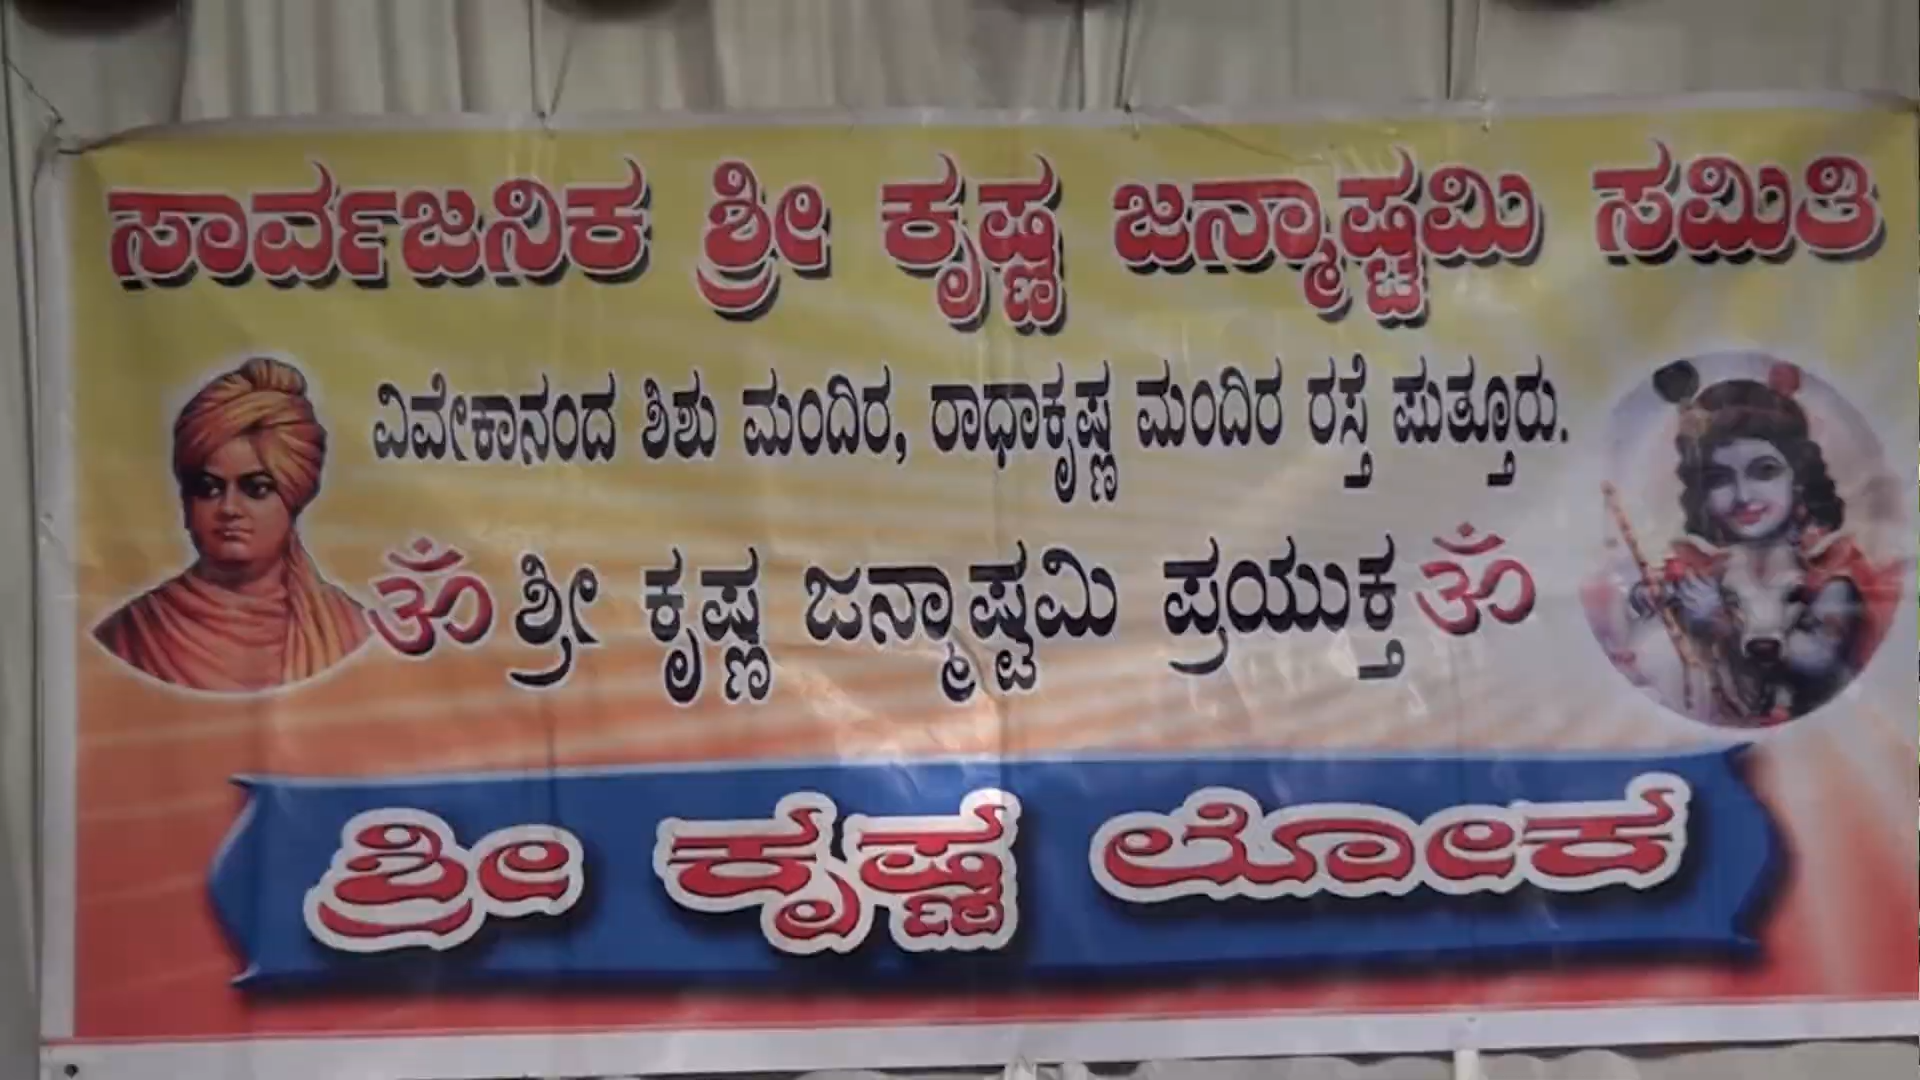 ಸಾರ್ವಜನಿಕ ಶ್ರೀ ಕೃಷ್ಣ ಜನ್ಮಾಷ್ಟಮಿ ಸಮಿತಿ
ವಿವೇಕಾನಂದ ಶಿಶು ಮಂದಿರ, ರಾಧಾಕೃಷ್ಣ ಮಂದಿರ ರಸ್ತೆ ಪುತ್ತೂರು.
ॐ ಶ್ರೀ ಕೃಷ್ಣ ಜನ್ಮಾಷ್ಟಮಿ ಪ್ರಯುಕ್ತ ॐ
ಶ್ರೀ ಕೃಷ್ಣ ಲೋಕ